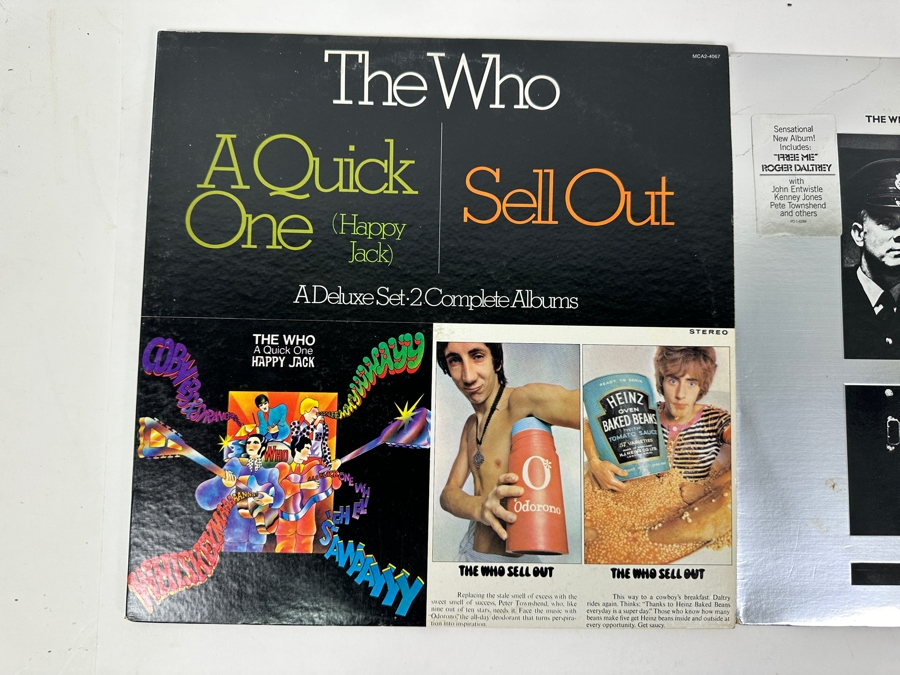 The Who
MCA2-4067
A Quick
One (Happy
Jack)
Sell Out
A Deluxe Set · 2 Complete Albums
THE WHO
A Quick One
HAPPY JACK
WHO
STEREO
Odorono
HEINZ
OVEN
BAKED BEANS
TOMATO SAUCE
57 VARIETIES
THE WHO SELL OUT
THE WHO SELL OUT
Replacing the stale smell of excess with the
sweet smell of success, Peter Townshend, who, like
nine out of ten stars, needs it. Face the music with
Odorono, the all-day deodorant that turns perspira-
tion into inspiration.
This way to a cowboy's breakfast. Daltry
rides again. Thinks: "Thanks to Heinz Baked Beans
everyday is a super day". Those who know how many
beans make five get Heinz beans inside and outside at
every opportunity. Get saucy.
Sensational
New Album!
Includes:
"FREE ME"
ROGER DALTREY
with
John Entwistle
Kenney Jones
Pete Townshend
and others
THE